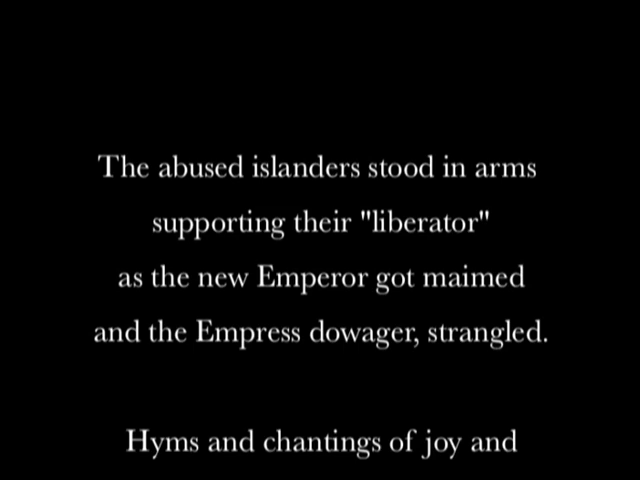 The abused islanders stood in arms
supporting their "liberator"
as the new Emperor got maimed
and the Empress dowager, strangled.
Hyms and chantings of joy and